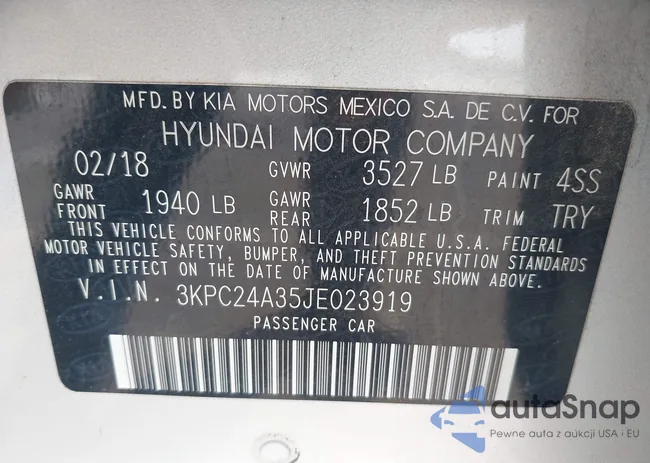 MFD. BY KIA MOTORS MEXICO S.A. DE C.V. FOR
HYUNDAI MOTOR COMPANY
02/18 GVWR 3527 LB PAINT 4SS
GAWR FRONT 1940 LB GAWR REAR 1852 LB TRIM TRY
THIS VEHICLE CONFORMS TO ALL APPLICABLE U.S.A. FEDERAL
MOTOR VEHICLE SAFETY, BUMPER, AND THEFT PREVENTION STANDARDS
IN EFFECT ON THE DATE OF MANUFACTURE SHOWN ABOVE.
V.I.N. 3KPC24A35JE023919
PASSENGER CAR
autaSnap
Pewne auta z aukcji USA i EU